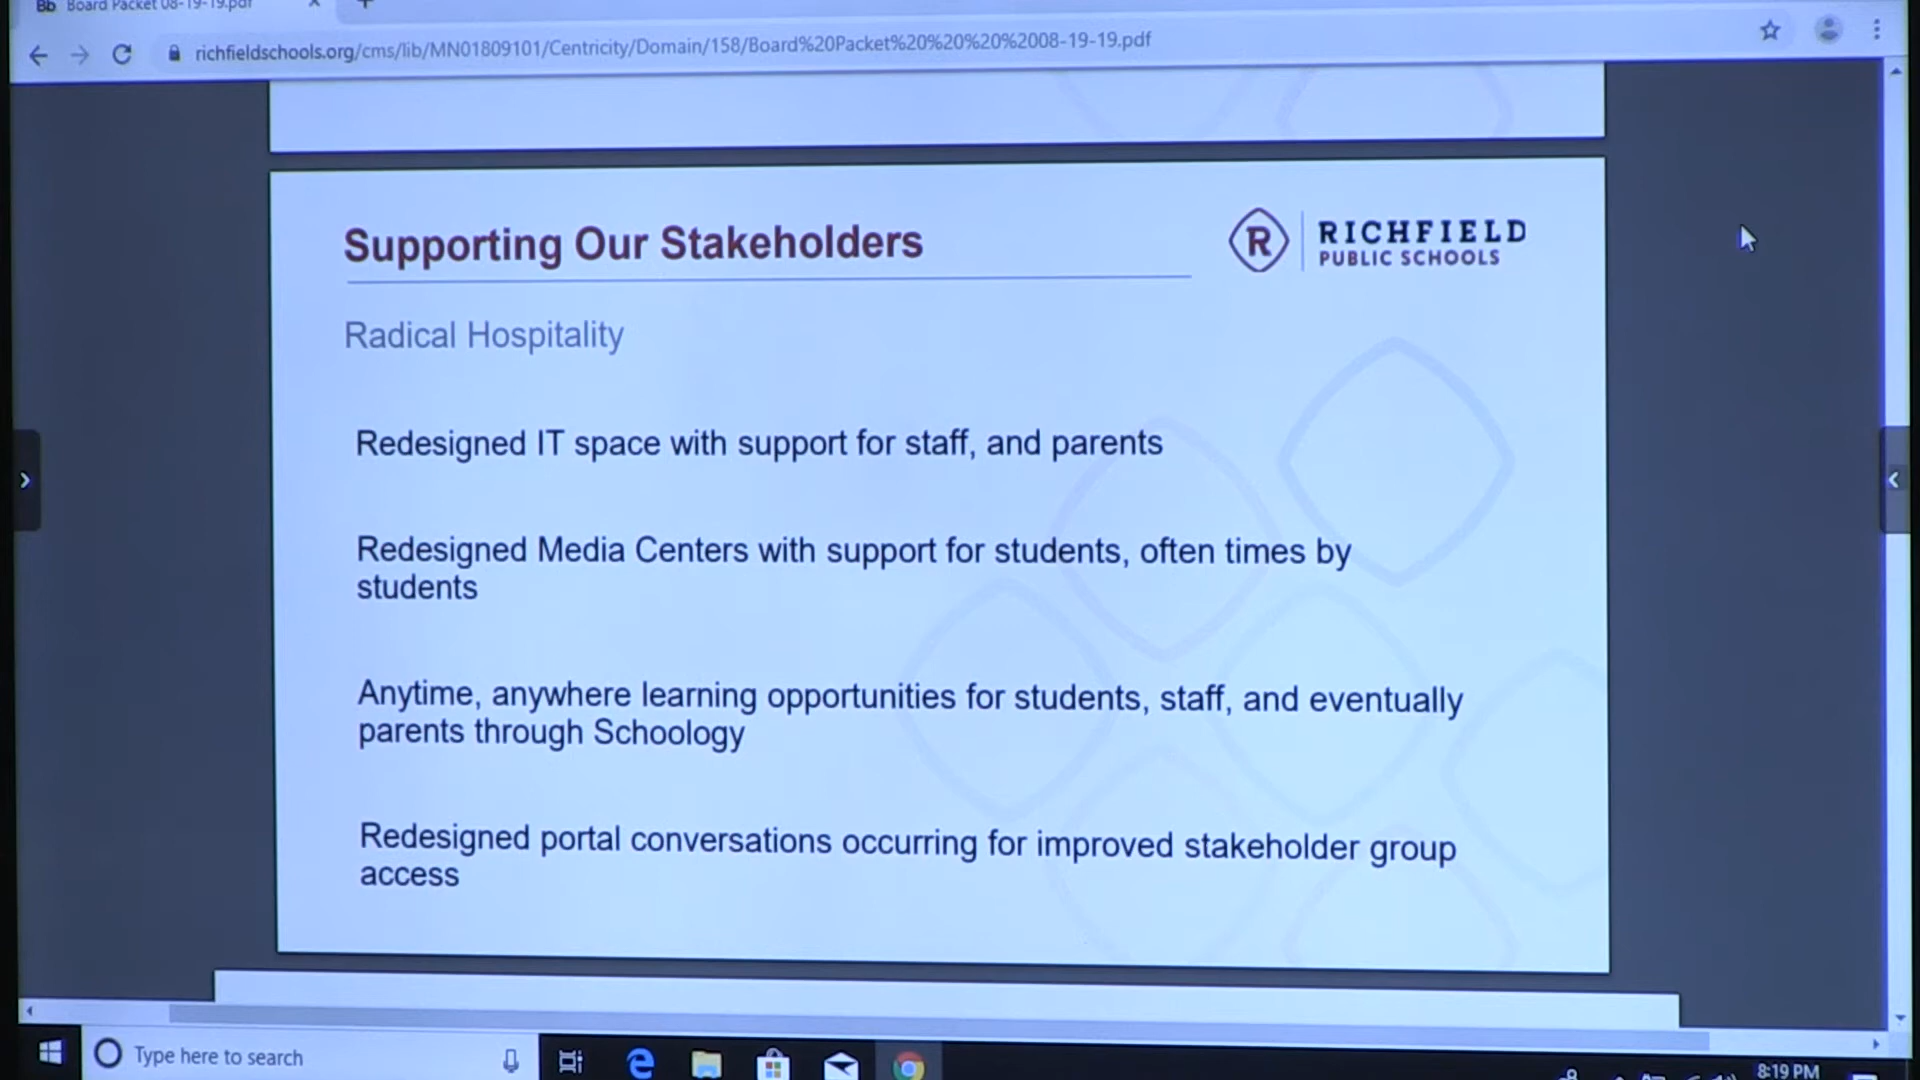 Bb Board Packet 08-19-19.pdf
richfieldschools.org/cms/lib/MN01809101/Centricity/Domain/158/Board%20Packet%20%20%20%2008-19-19.pdf
Supporting Our Stakeholders
R RICHFIELD
PUBLIC SCHOOLS
Radical Hospitality
Redesigned IT space with support for staff, and parents
Redesigned Media Centers with support for students, often times by
students
Anytime, anywhere learning opportunities for students, staff, and eventually
parents through Schoology
Redesigned portal conversations occurring for improved stakeholder group
access
Type here to search
8:19 PM